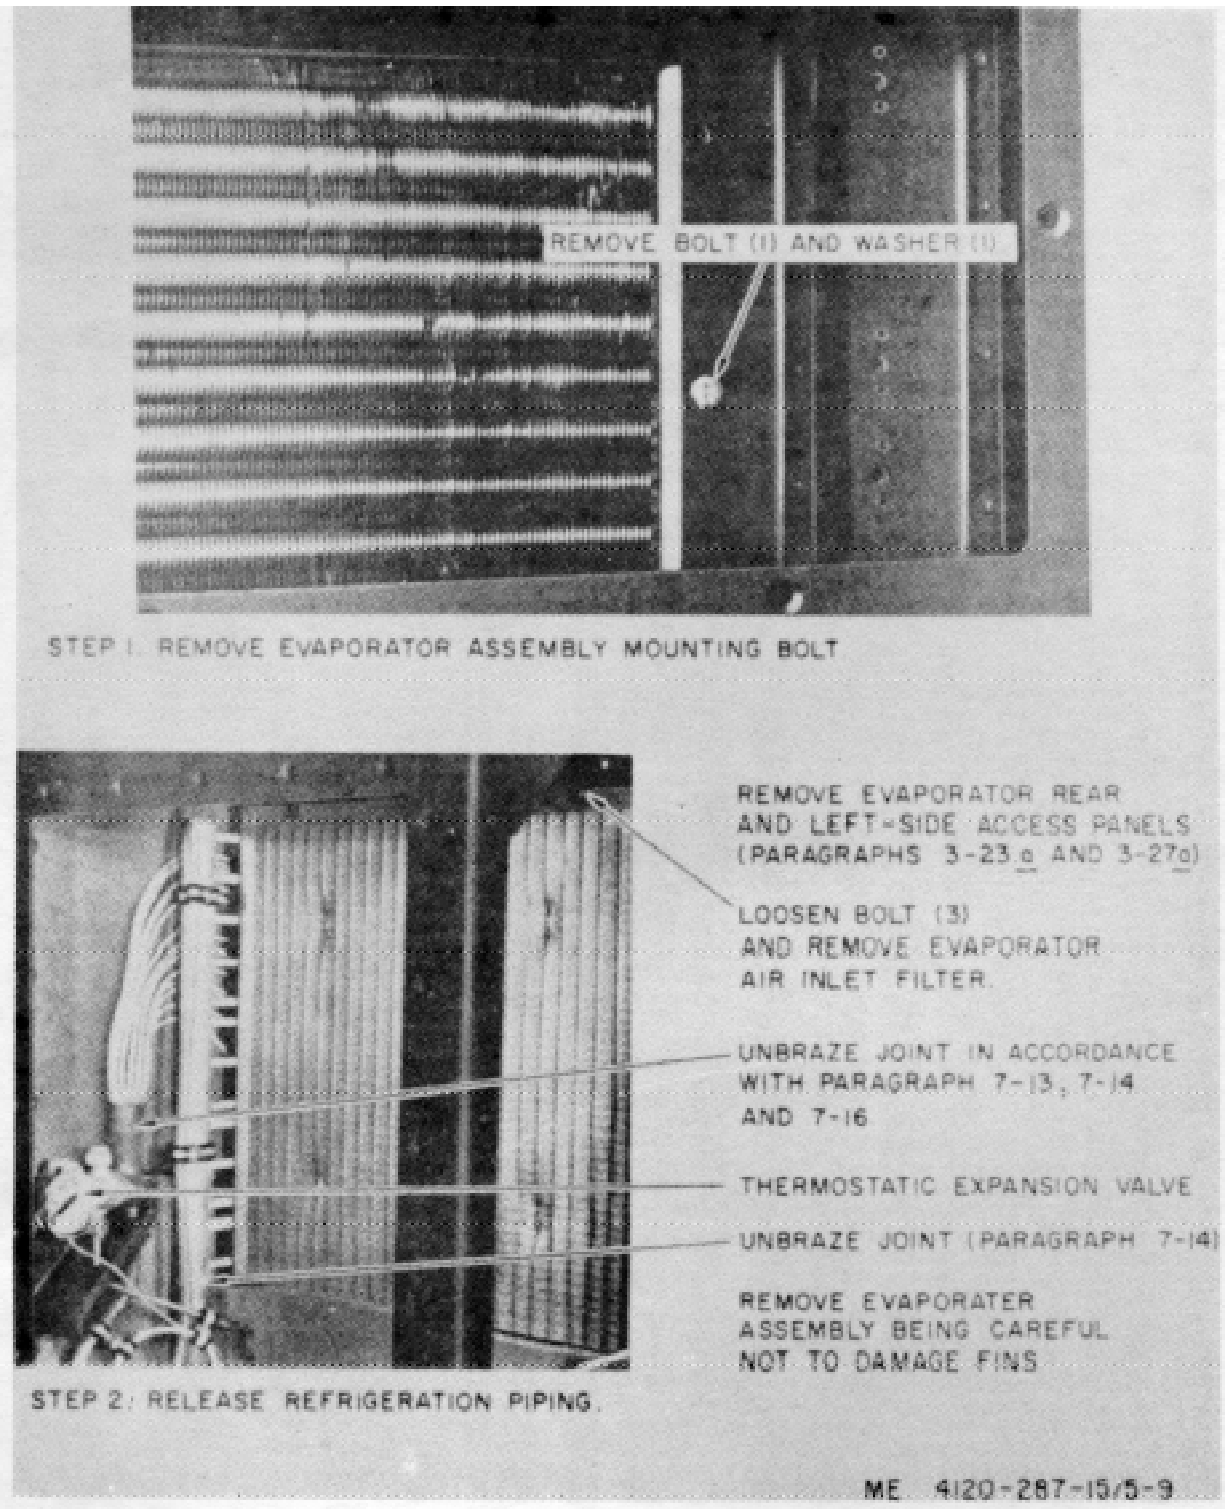 REMOVE BOLT (1) AND WASHER (1)
STEP 1. REMOVE EVAPORATOR ASSEMBLY MOUNTING BOLT
REMOVE EVAPORATOR REAR
AND LEFT-SIDE ACCESS PANELS
(PARAGRAPHS 3-23 a AND 3-27a)
LOOSEN BOLT (3)
AND REMOVE EVAPORATOR
AIR INLET FILTER.
UNBRAZE JOINT IN ACCORDANCE
WITH PARAGRAPH 7-13, 7-14
AND 7-16
THERMOSTATIC EXPANSION VALVE
UNBRAZE JOINT (PARAGRAPH 7-14)
REMOVE EVAPORATER
ASSEMBLY BEING CAREFUL
NOT TO DAMAGE FINS
STEP 2. RELEASE REFRIGERATION PIPING.
ME 4120-287-15/5-9